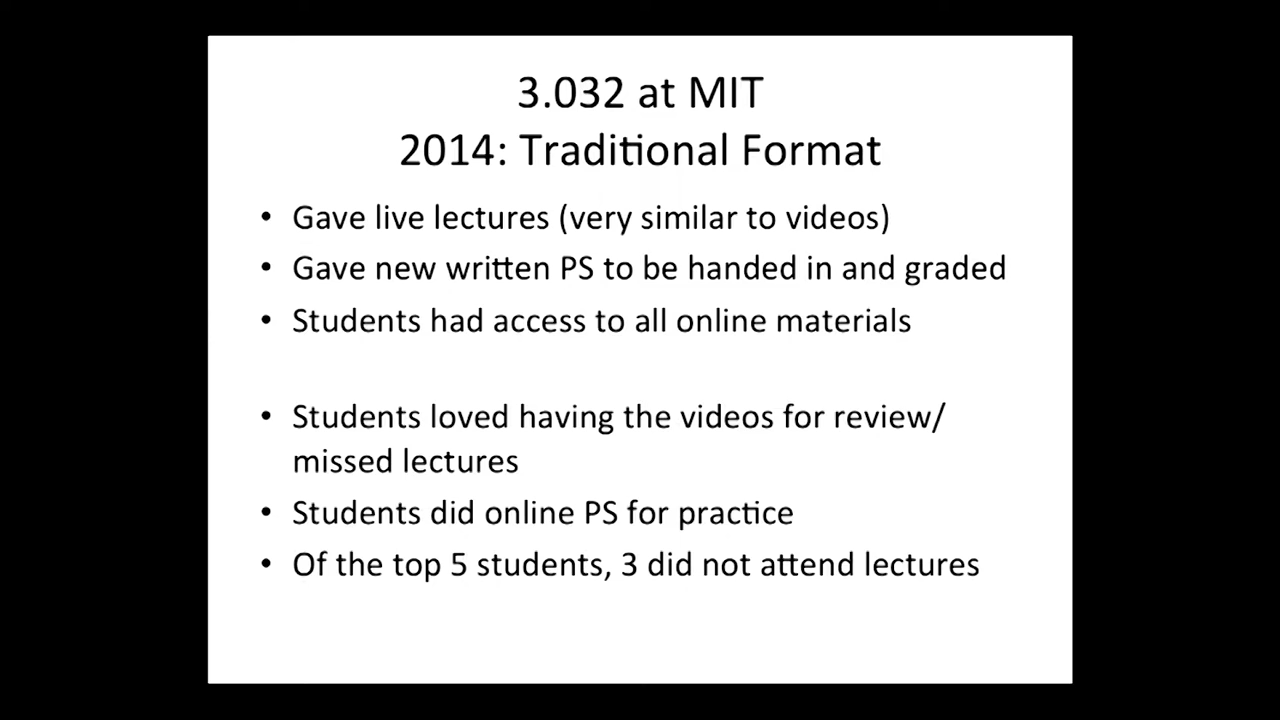 3.032 at MIT
2014: Traditional Format
• Gave live lectures (very similar to videos)
• Gave new written PS to be handed in and graded
• Students had access to all online materials
• Students loved having the videos for review/
missed lectures
• Students did online PS for practice
• Of the top 5 students, 3 did not attend lectures